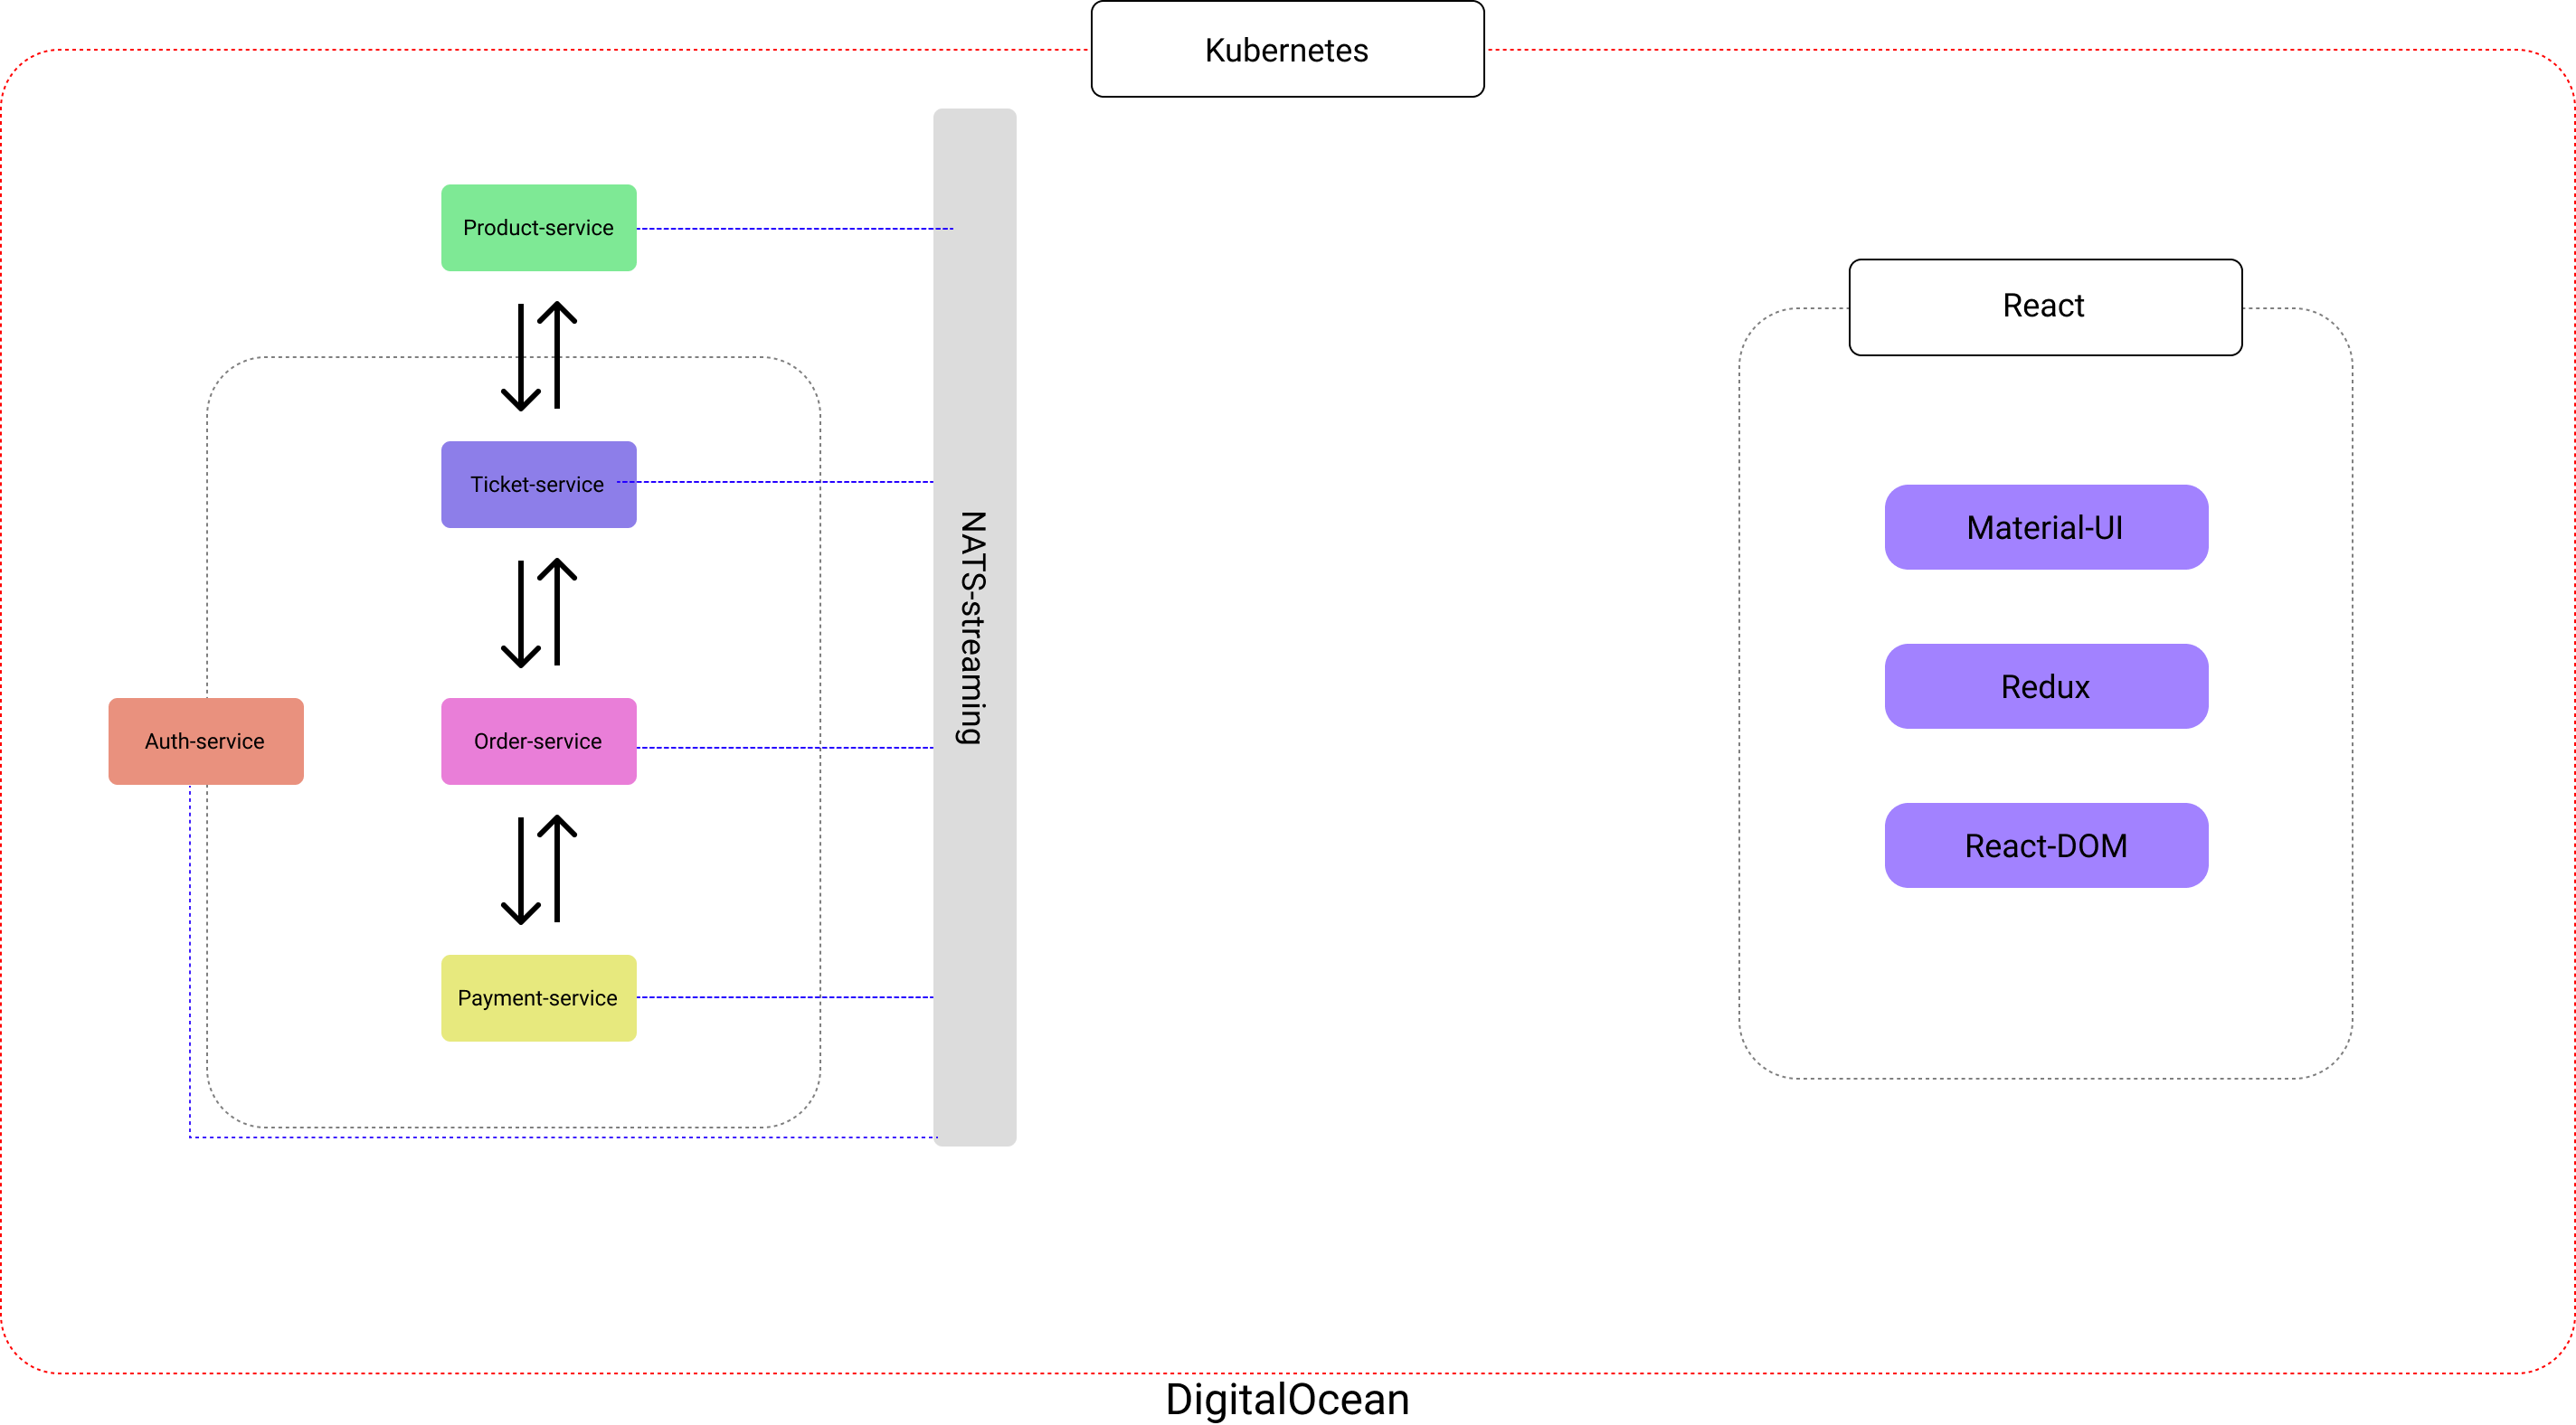 Kubernetes
Product-service
Ticket-service
Auth-service
Order-service
Payment-service
NATS-streaming
React
Material-UI
Redux
React-DOM
DigitalOcean